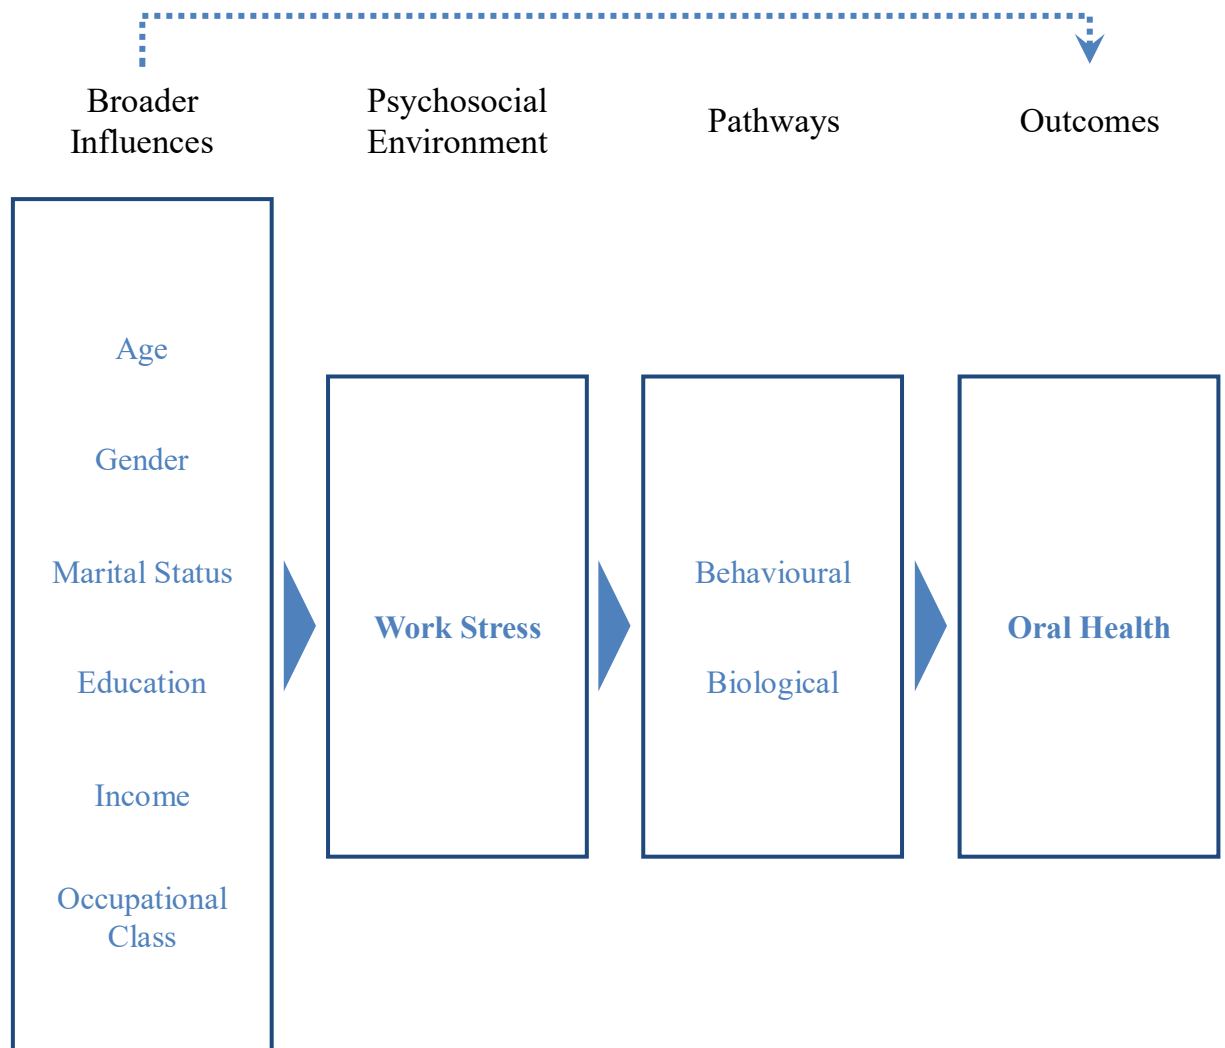 Broader
Influences
Psychosocial
Environment
Pathways
Outcomes
Age
Gender
Marital Status
Education
Income
Occupational
Class
Work Stress
Behavioural
Biological
Oral Health